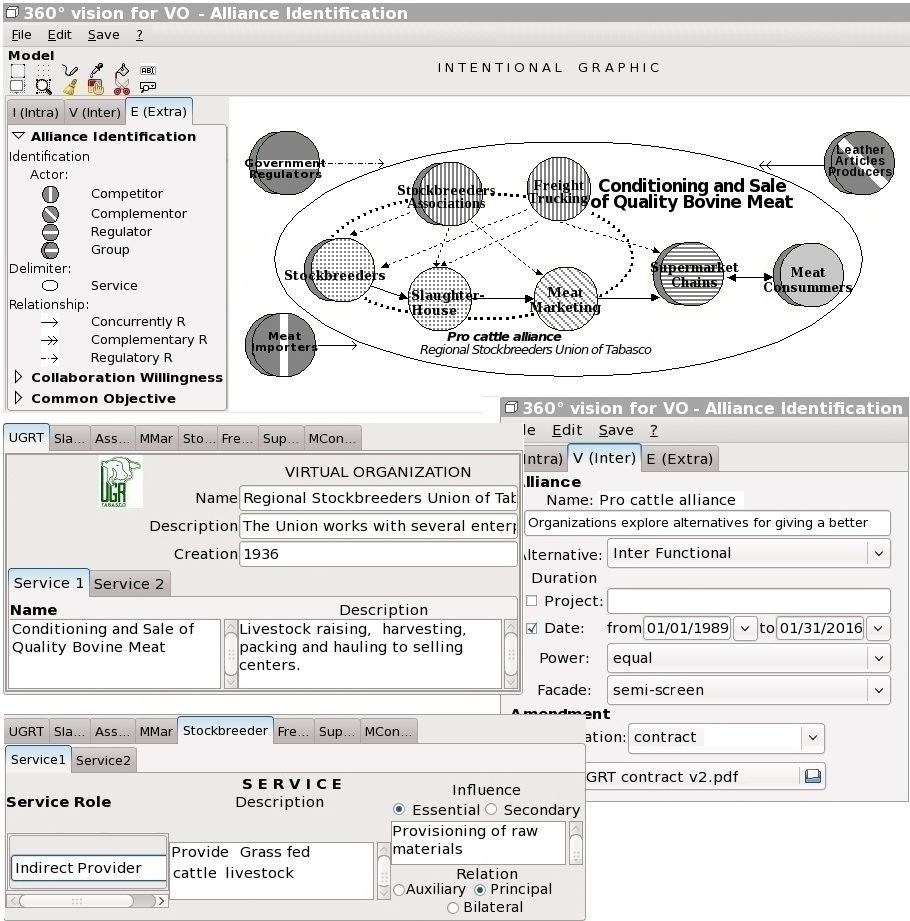 360° vision for VO - Alliance Identification
File Edit Save ?
Model
INTENTIONAL GRAPHIC
ABI
I (Intra) V (Inter) E (Extra)
Alliance Identification
Identification
Actor:
Competitor
Complementor
Regulator
Group
Delimiter:
Service
Relationship:
Concurrently R
Complementary R
Regulatory R
Collaboration Willingness
Common Objective
Government
Regulators
Leather
Articles
Producers
Stockbreeders
Associations
Freight
Trucking
Conditioning and Sale
of Quality Bovine Meat
Stockbreeders
Slaughter-
House
Meat
Marketing
Supermarket
Chains
Meat
Consummers
Meat
Importers
Pro cattle alliance
Regional Stockbreeders Union of Tabasco
UGRT Sla... Ass... MMar Sto... Fre... Sup... MCon...
UGR
TABASCO
VIRTUAL ORGANIZATION
Name Regional Stockbreeders Union of Tab
Description The Union works with several enterp
Creation 1936
Service 1 Service 2
Name Description
Conditioning and Sale of
Quality Bovine Meat
Livestock raising, harvesting,
packing and hauling to selling
centers.
360° vision for VO - Alliance Identification
le Edit Save ?
Intra) V (Inter) E (Extra)
lliance
Name: Pro cattle alliance
Organizations explore alternatives for giving a better
Alternative: Inter Functional
Duration
Project:
Date: from 01/01/1989 to 01/31/2016
Power: equal
Facade: semi-screen
Amendment
ation: contract
GRT contract v2.pdf
UGRT Sla... Ass... MMar Stockbreeder Fre... Sup... MCon...
Service1 Service2
SERVICE
Service Role Description
Indirect Provider
Provide Grass fed
cattle livestock
Influence
Essential Secondary
Provisioning of raw
materials
Relation
Auxiliary Principal
Bilateral